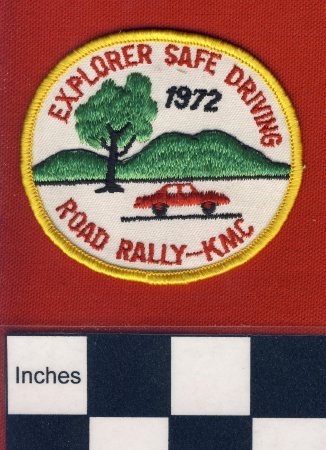 EXPLORER SAFE DRIVING
1972
ROAD RALLY-KMC
Inches